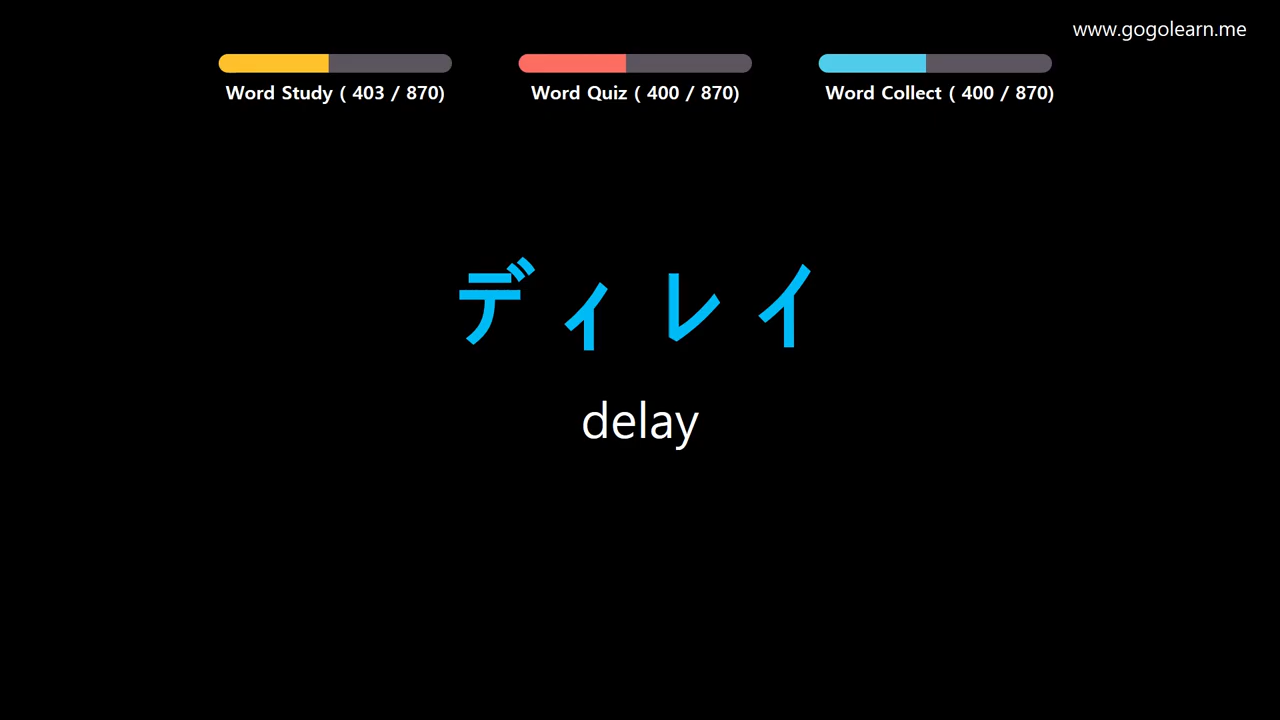 www.gogolearn.me
Word Study ( 403 / 870)
Word Quiz ( 400 / 870)
Word Collect ( 400 / 870)
ディレイ
delay